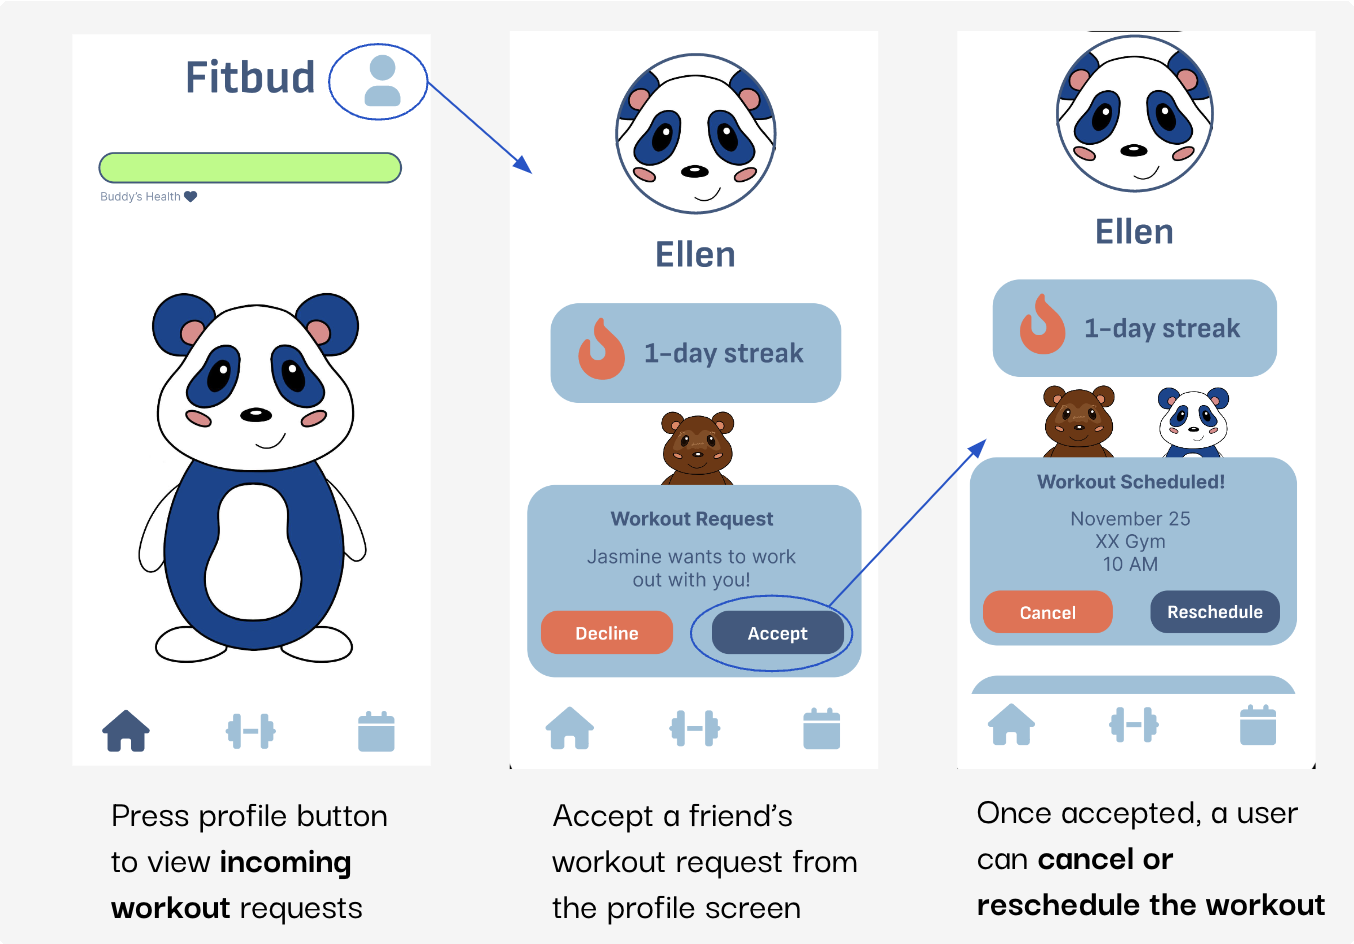 Fitbud
Buddy's Health
Press profile button
to view incoming
workout requests
Ellen
1-day streak
Workout Request
Jasmine wants to work
out with you!
Decline
Accept
Accept a friend's
workout request from
the profile screen
Ellen
1-day streak
Workout Scheduled!
November 25
XX Gym
10 AM
Cancel
Reschedule
Once accepted, a user
can cancel or
reschedule the workout